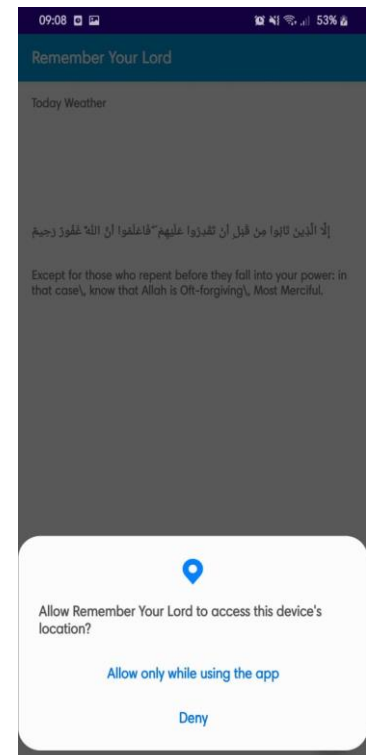 09:08 53%
Remember Your Lord
Today Weather
إِلَّا الَّذِينَ تَابُوا مِن قَبْلِ أَن تَقْدِرُوا عَلَيْهِمْ ۖ فَاعْلَمُوا أَنَّ اللَّهَ غَفُورٌ رَّحِيمٌ
Except for those who repent before they fall into your power: in
that case\, know that Allah is Oft-forgiving\, Most Merciful.
Allow Remember Your Lord to access this device's
location?
Allow only while using the app
Deny